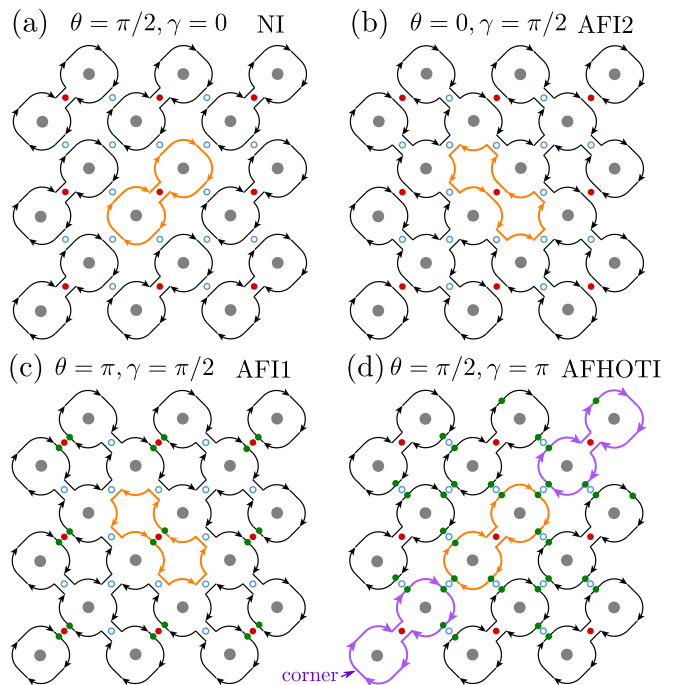 (a) θ = π/2, γ = 0 NI
(b) θ = 0, γ = π/2 AFI2
(c) θ = π, γ = π/2 AFI1
(d) θ = π/2, γ = π AFHOTI
corner